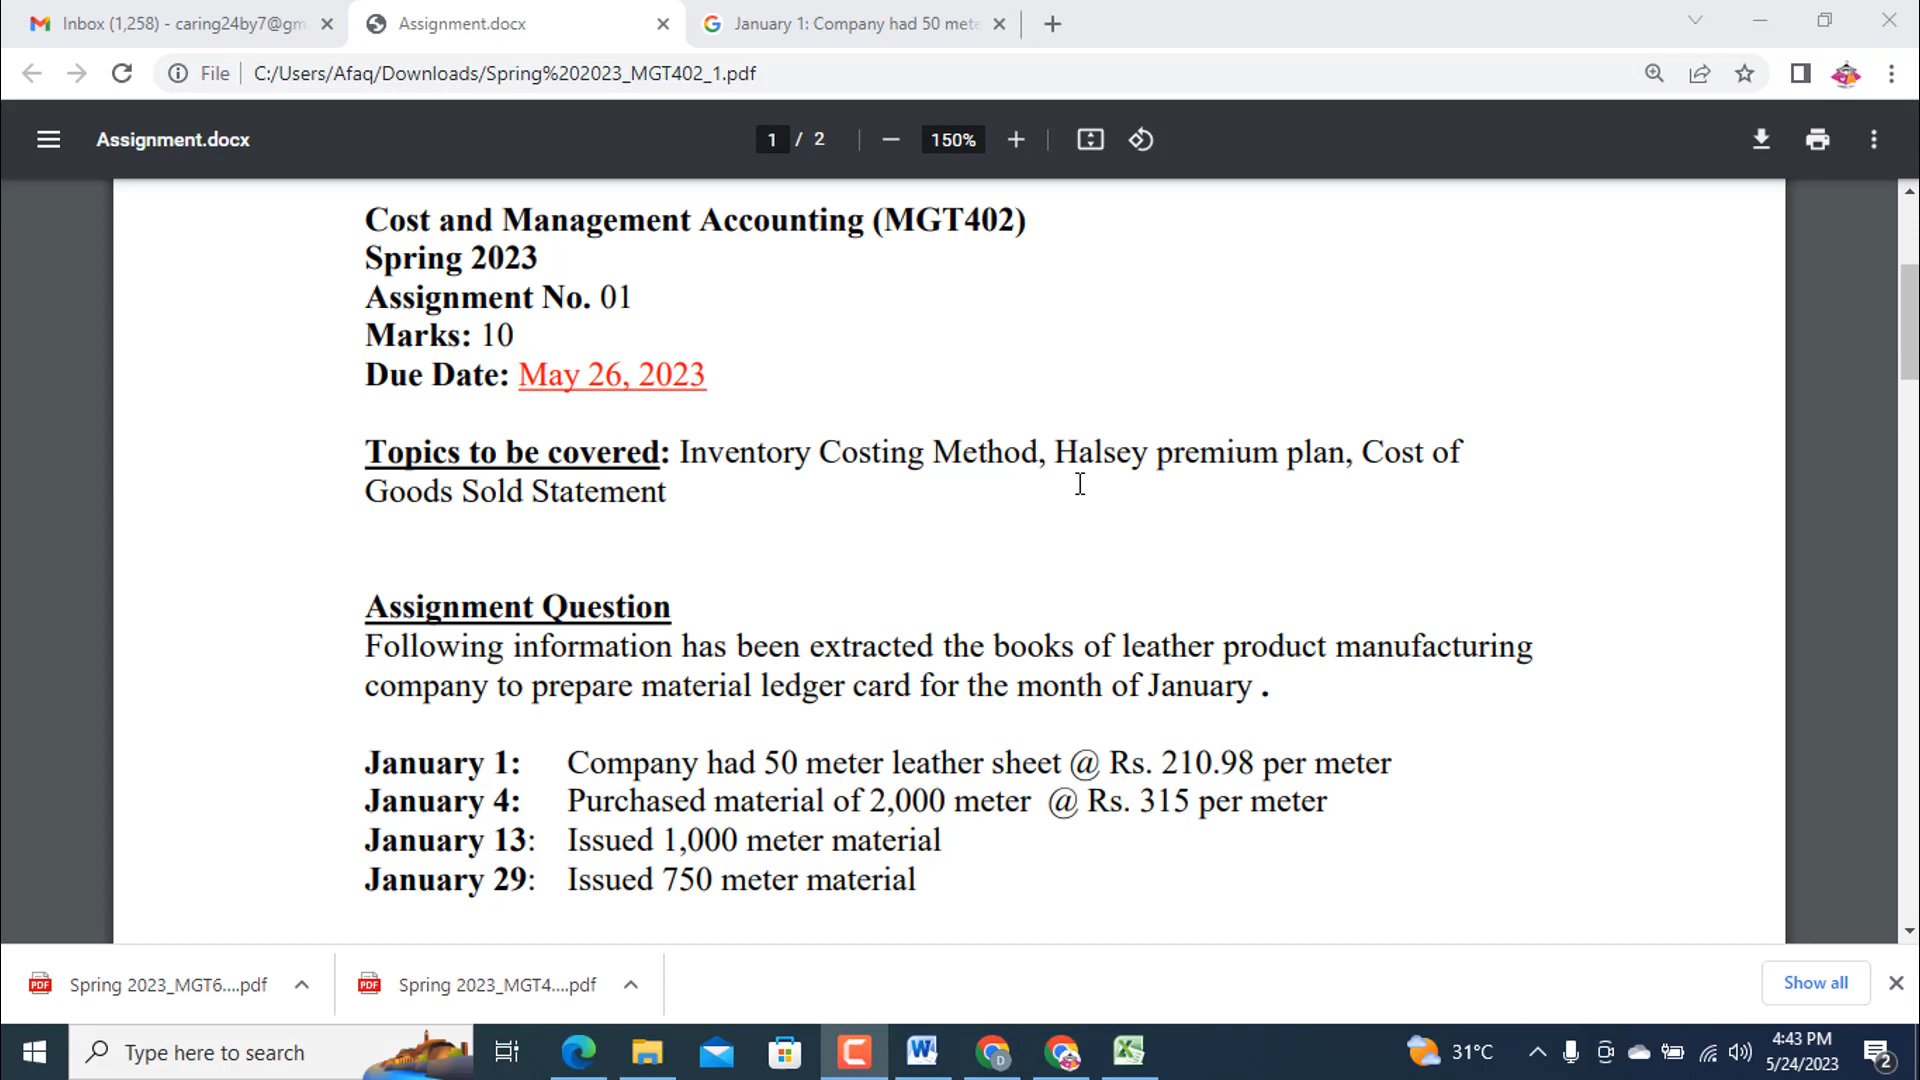 Inbox (1,258) - caring24by7@gm
Assignment.docx
January 1: Company had 50 mete
File
C:/Users/Afaq/Downloads/Spring%202023_MGT402_1.pdf
Assignment.docx
1 / 2
150%
Cost and Management Accounting (MGT402)
Spring 2023
Assignment No. 01
Marks: 10
Due Date: May 26, 2023
Topics to be covered: Inventory Costing Method, Halsey premium plan, Cost of
Goods Sold Statement
Assignment Question
Following information has been extracted the books of leather product manufacturing
company to prepare material ledger card for the month of January .
January 1: Company had 50 meter leather sheet @ Rs. 210.98 per meter
January 4: Purchased material of 2,000 meter @ Rs. 315 per meter
January 13: Issued 1,000 meter material
January 29: Issued 750 meter material
PDF Spring 2023_MGT6....pdf
PDF Spring 2023_MGT4....pdf
Show all
Type here to search
31°C
4:43 PM
5/24/2023
2